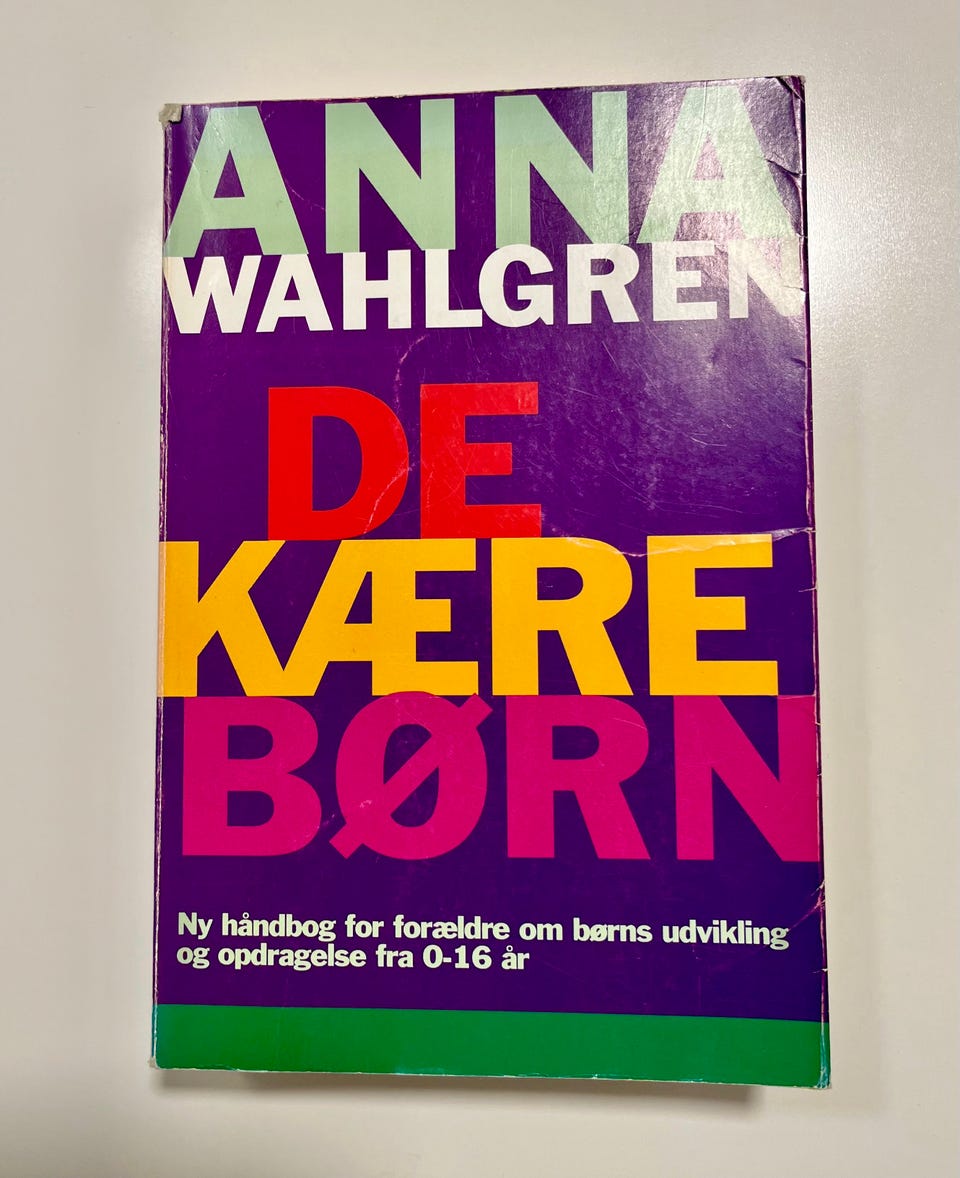 ANNA
WAHLGREN
DE
KÆRE
BØRN
Ny håndbog for forældre om børns udvikling
og opdragelse fra 0-16 år